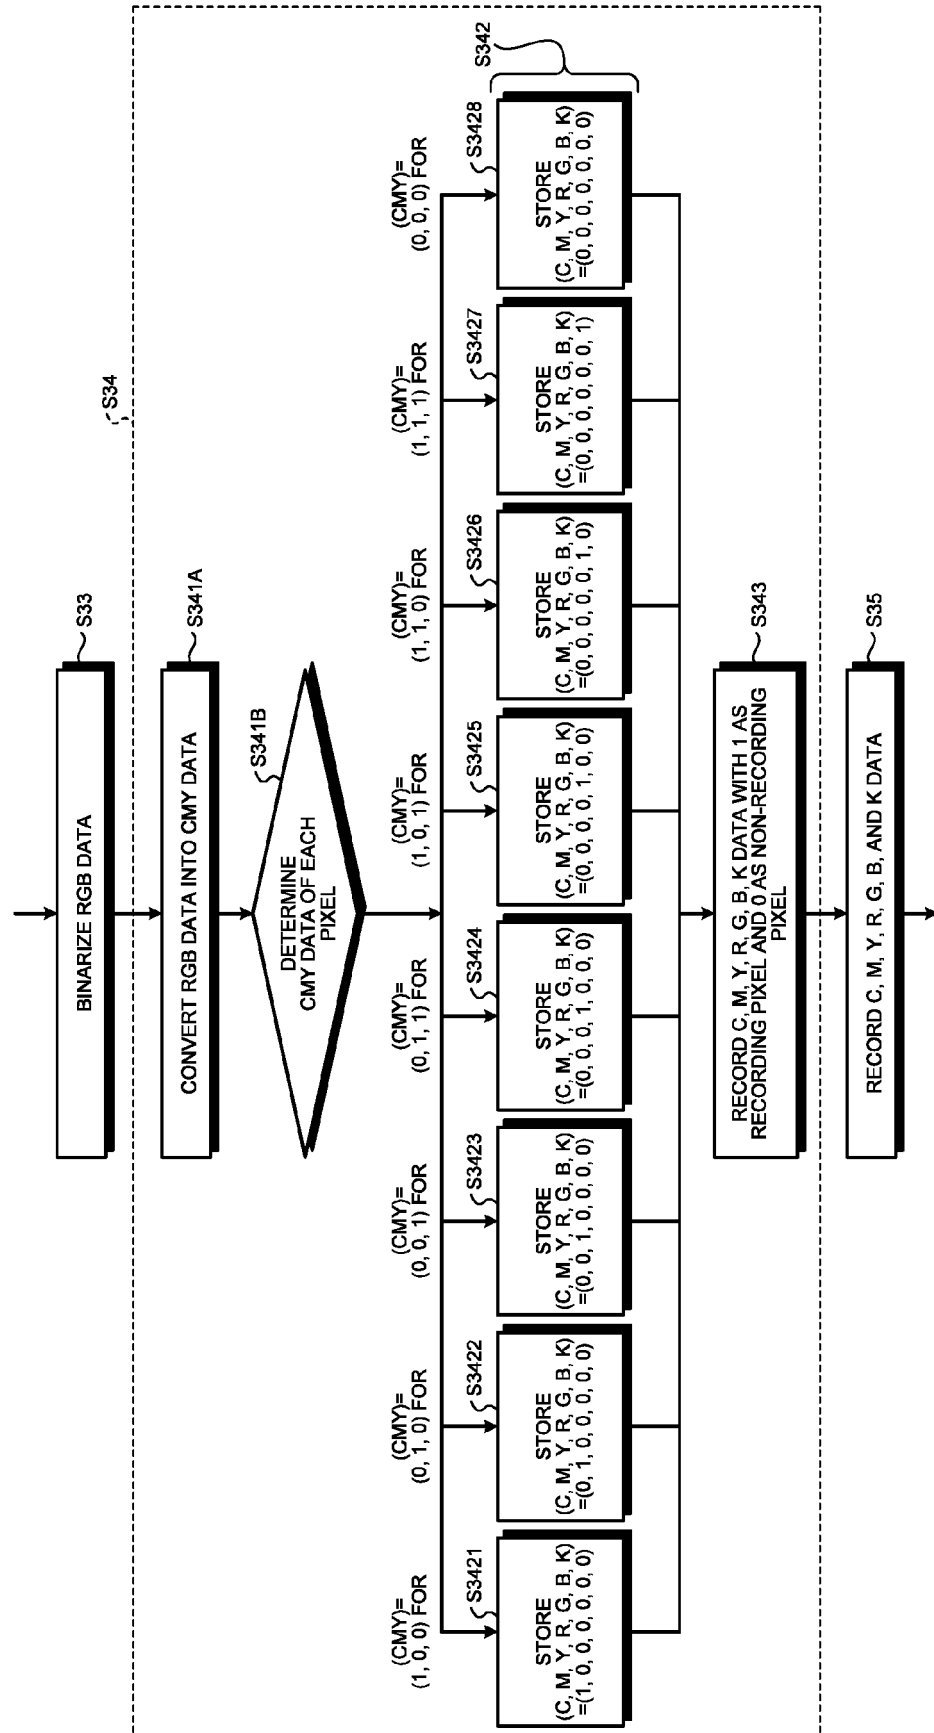 BINARIZE RGB DATA
S33
S34
CONVERT RGB DATA INTO CMY DATA
S341A
DETERMINE
CMY DATA OF EACH
PIXEL
S341B
(CMY)=
(1, 0, 0) FOR
(CMY)=
(0, 1, 0) FOR
(CMY)=
(0, 0, 1) FOR
(CMY)=
(0, 1, 1) FOR
(CMY)=
(1, 0, 1) FOR
(CMY)=
(1, 1, 0) FOR
(CMY)=
(1, 1, 1) FOR
(CMY)=
(0, 0, 0) FOR
S342
S3421
STORE
(C, M, Y, R, G, B, K)
=(1, 0, 0, 0, 0, 0, 0)
S3422
STORE
(C, M, Y, R, G, B, K)
=(0, 1, 0, 0, 0, 0, 0)
S3423
STORE
(C, M, Y, R, G, B, K)
=(0, 0, 1, 0, 0, 0, 0)
S3424
STORE
(C, M, Y, R, G, B, K)
=(0, 0, 0, 1, 0, 0, 0)
S3425
STORE
(C, M, Y, R, G, B, K)
=(0, 0, 0, 0, 1, 0, 0)
S3426
STORE
(C, M, Y, R, G, B, K)
=(0, 0, 0, 0, 0, 1, 0)
S3427
STORE
(C, M, Y, R, G, B, K)
=(0, 0, 0, 0, 0, 0, 1)
S3428
STORE
(C, M, Y, R, G, B, K)
=(0, 0, 0, 0, 0, 0, 0)
RECORD C, M, Y, R, G, B, K DATA WITH 1 AS
RECORDING PIXEL AND 0 AS NON-RECORDING
PIXEL
S343
RECORD C, M, Y, R, G, B, AND K DATA
S35